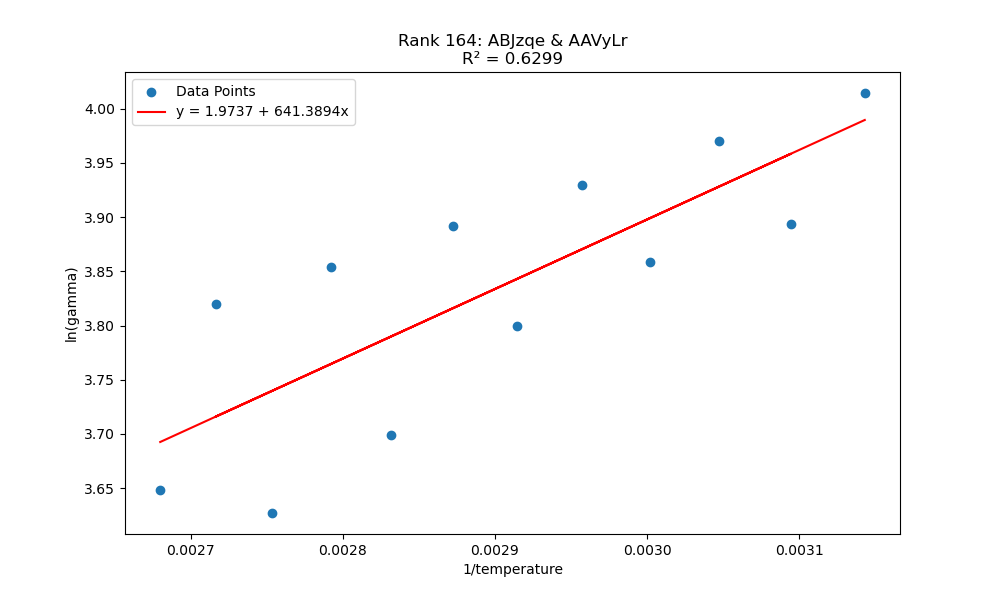 Rank 164: ABJzqe & AAVyLr
R² = 0.6299
Data Points
y = 1.9737 + 641.3894x
4.00
3.95
3.90
3.85
3.80
3.75
3.70
3.65
ln(gamma)
0.0027 0.0028 0.0029 0.0030 0.0031
1/temperature